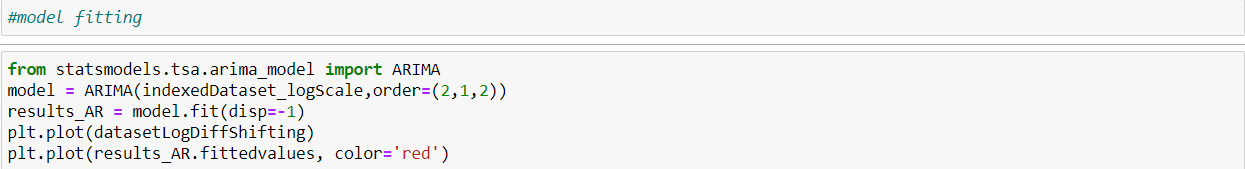 #model fitting
from statsmodels.tsa.arima_model import ARIMA
model = ARIMA(indexedDataset_logScale,order=(2,1,2))
results_AR = model.fit(disp=-1)
plt.plot(datasetLogDiffShifting)
plt.plot(results_AR.fittedvalues, color='red')